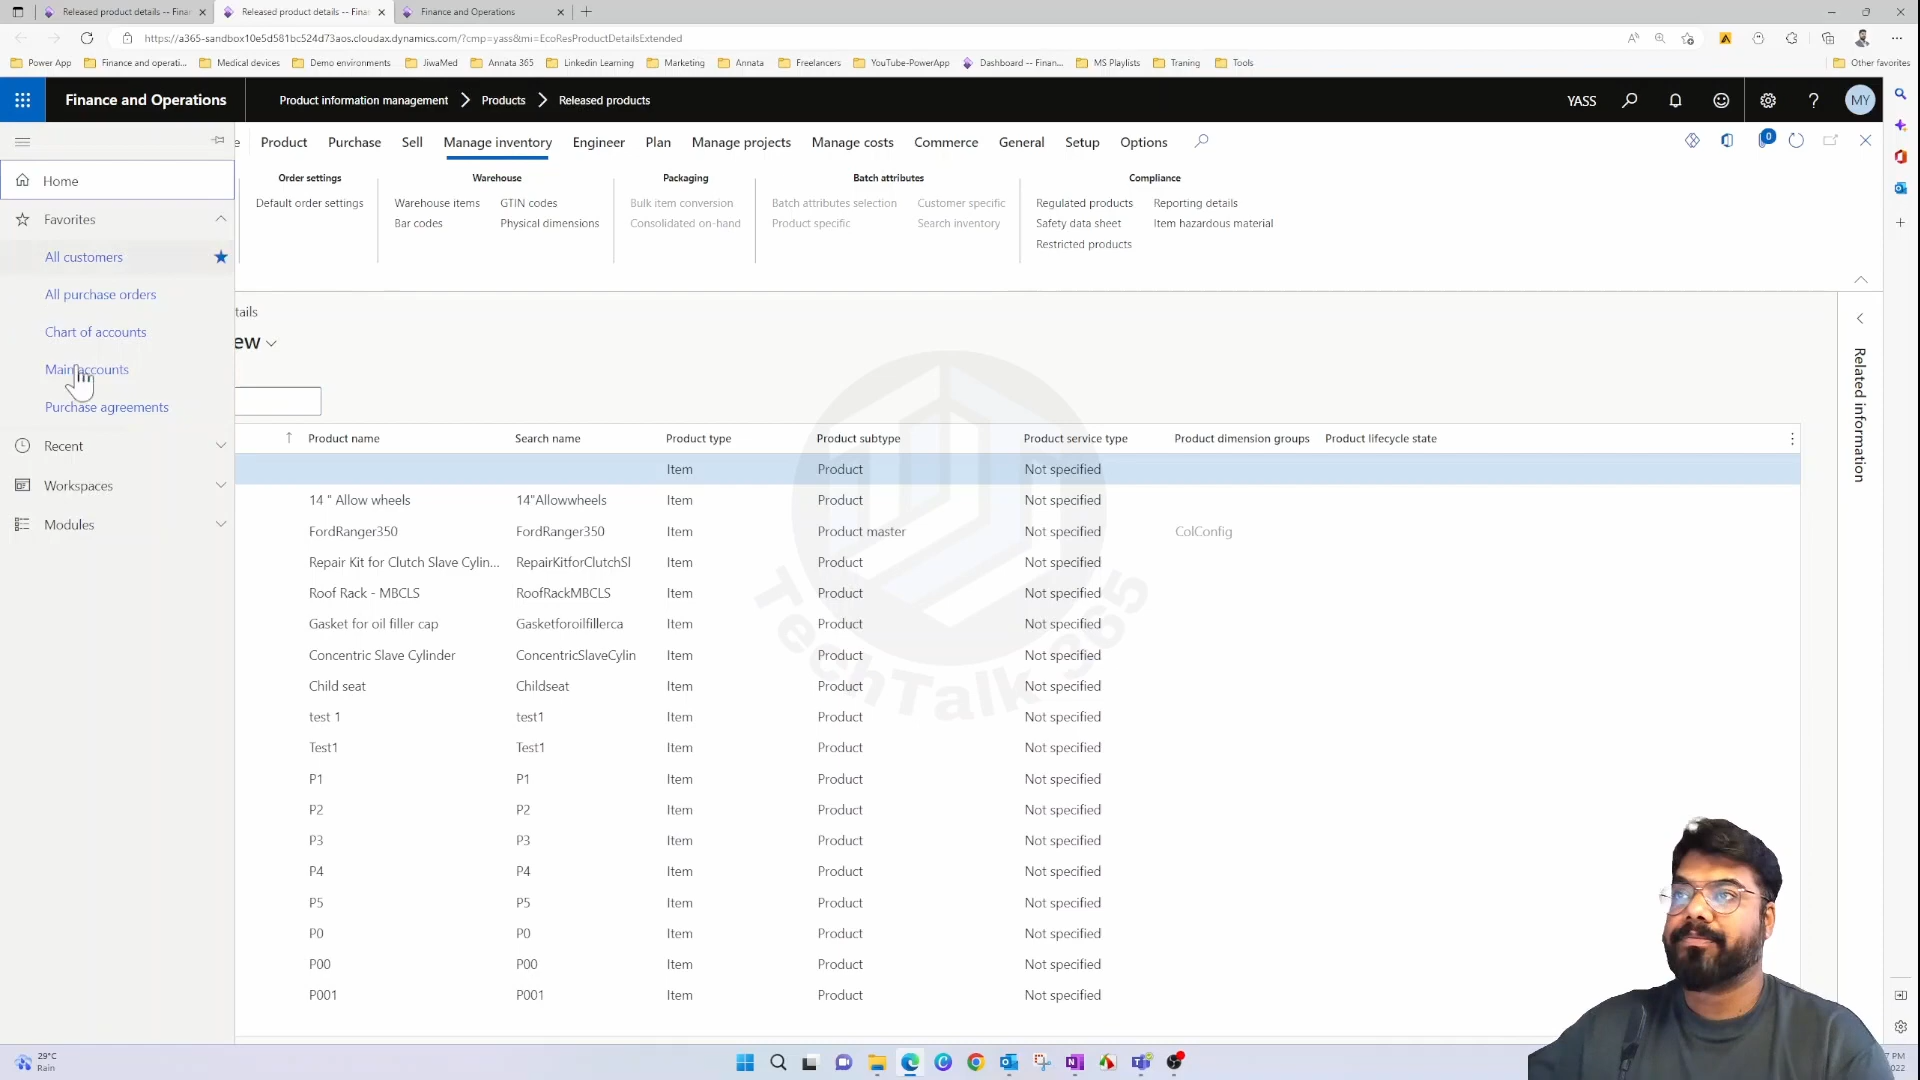 Released product details -- Finan
Released product details -- Finan
Finance and Operations
https://a365-sandbox10e5d581bc524d73aos.cloudax.dynamics.com/?cmp=yass&mi=EcoResProductDetailsExtended
Power App
Finance and operati...
Medical devices
Demo environments
JiwaMed
Annata 365
Linkedin Learning
Marketing
Annata
Freelancers
YouTube-PowerApp
Dashboard -- Finan...
MS Playlists
Traning
Tools
Other favorites
Finance and Operations
Product information management
Products
Released products
YASS
MY
Product
Purchase
Sell
Manage inventory
Engineer
Plan
Manage projects
Manage costs
Commerce
General
Setup
Options
0
Home
Favorites
All customers
All purchase orders
Chart of accounts
Main accounts
Purchase agreements
Recent
Workspaces
Modules
Order settings
Default order settings
Warehouse
Warehouse items
GTIN codes
Bar codes
Physical dimensions
Packaging
Bulk item conversion
Consolidated on-hand
Batch attributes
Batch attributes selection
Customer specific
Product specific
Search inventory
Compliance
Regulated products
Reporting details
Safety data sheet
Item hazardous material
Restricted products
tails
ew
Related information
Product name Search name Product type Product subtype Product service type Product dimension groups Product lifecycle state
Item Product Not specified
14 " Allow wheels 14"Allowwheels Item Product Not specified
FordRanger350 FordRanger350 Item Product master Not specified ColConfig
Repair Kit for Clutch Slave Cylin... RepairKitforClutchSl Item Product Not specified
Roof Rack - MBCLS RoofRackMBCLS Item Product Not specified
Gasket for oil filler cap Gasketforoilfillerca Item Product Not specified
Concentric Slave Cylinder ConcentricSlaveCylin Item Product Not specified
Child seat Childseat Item Product Not specified
test 1 test1 Item Product Not specified
Test1 Test1 Item Product Not specified
P1 P1 Item Product Not specified
P2 P2 Item Product Not specified
P3 P3 Item Product Not specified
P4 P4 Item Product Not specified
P5 P5 Item Product Not specified
P0 P0 Item Product Not specified
P00 P00 Item Product Not specified
P001 P001 Item Product Not specified
TechTalk 365
29°C
Rain
7 PM
022